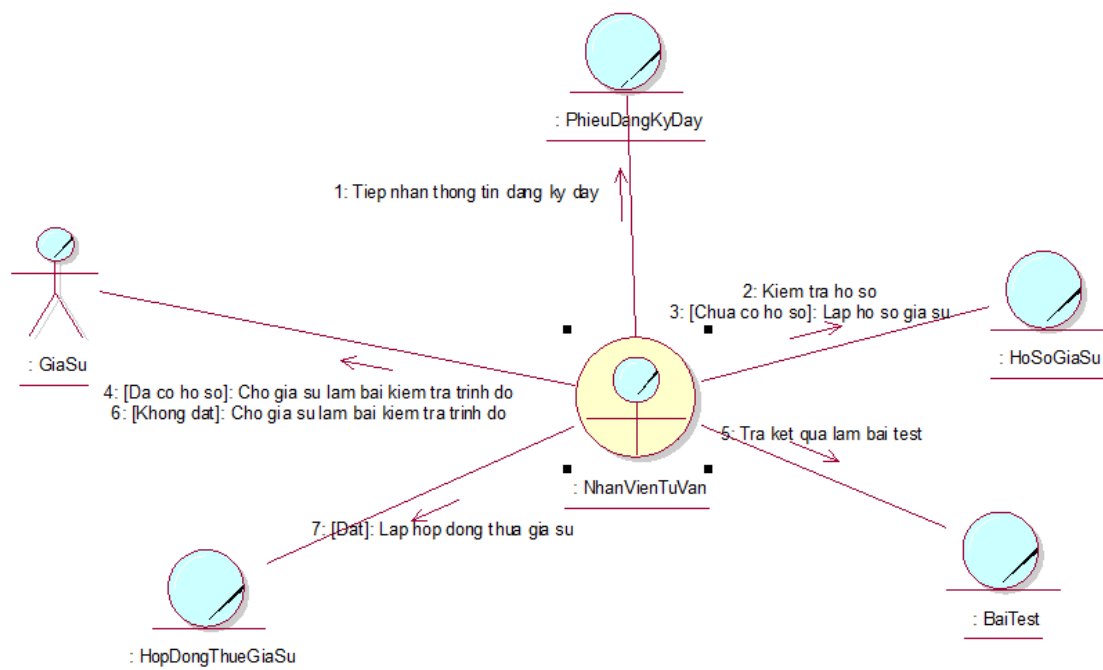 : PhieuDangKyDay
1: Tiep nhan thong tin dang ky day
: GiaSu
2: Kiem tra ho so
3: [Chua co ho so]: Lap ho so gia su
: HoSoGiaSu
4: [Da co ho so]: Cho gia su lam bai kiem tra trinh do
6: [Khong dat]: Cho gia su lam bai kiem tra trinh do
5: Tra ket qua lam bai test
: NhanVienTuVan
7: [Dat]: Lap hop dong thua gia su
: BaiTest
: HopDongThueGiaSu